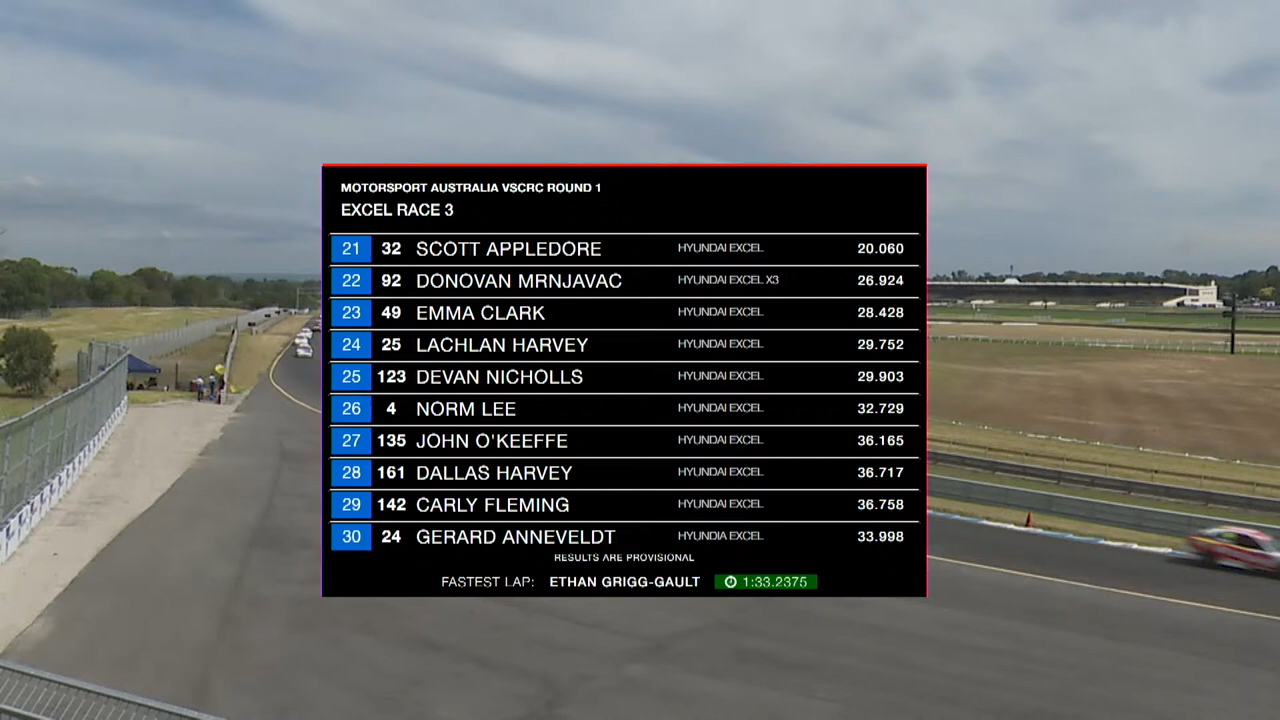 MOTORSPORT AUSTRALIA VSCRC ROUND 1
EXCEL RACE 3
21 32 SCOTT APPLEDORE HYUNDAI EXCEL 20.060
22 92 DONOVAN MRNJAVAC HYUNDAI EXCEL X3 26.924
23 49 EMMA CLARK HYUNDAI EXCEL 28.428
24 25 LACHLAN HARVEY HYUNDAI EXCEL 29.752
25 123 DEVAN NICHOLLS HYUNDAI EXCEL 29.903
26 4 NORM LEE HYUNDAI EXCEL 32.729
27 135 JOHN O'KEEFFE HYUNDAI EXCEL 36.165
28 161 DALLAS HARVEY HYUNDAI EXCEL 36.717
29 142 CARLY FLEMING HYUNDAI EXCEL 36.758
30 24 GERARD ANNEVELDT HYUNDIA EXCEL 33.998
RESULTS ARE PROVISIONAL
FASTEST LAP: ETHAN GRIGG-GAULT 1:33.2375